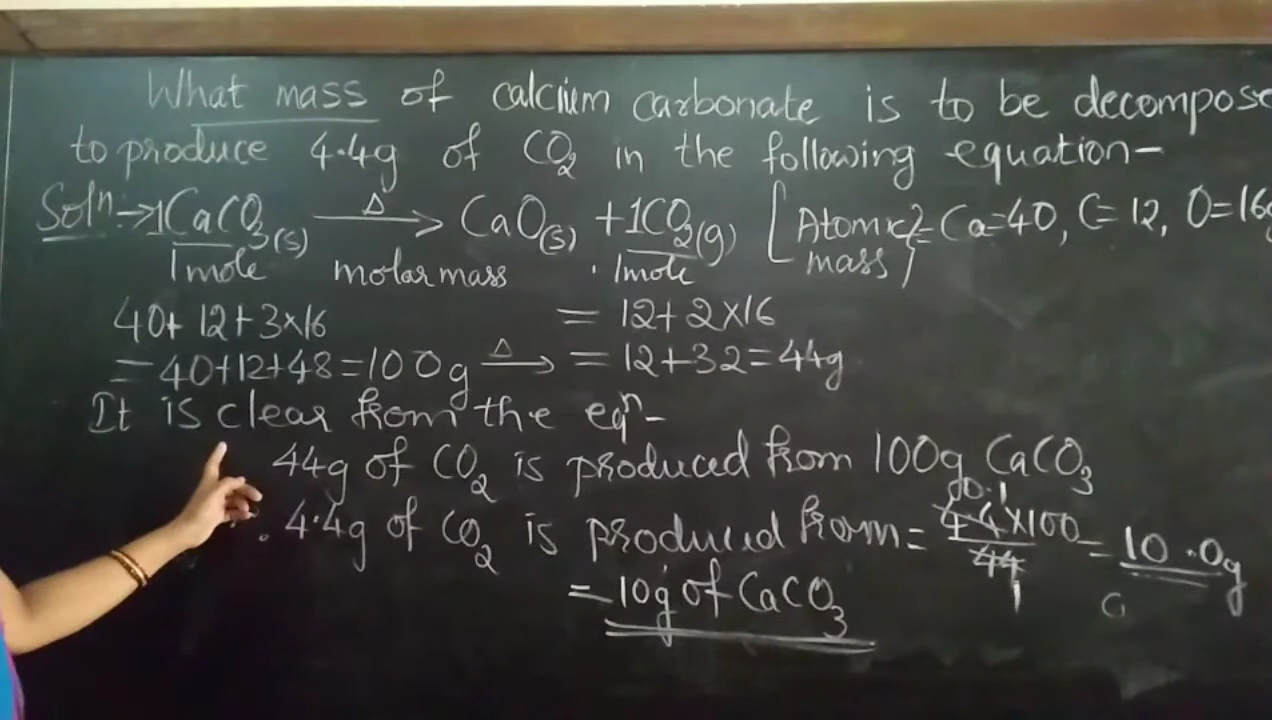 What mass of calcium carbonate is to be decompose
to produce 4.4g of CO₂ in the following equation-
Solⁿ:→ 1CaCO₃(s) —Δ→ CaO(s) + 1CO₂(g) [Atomic mass}= Ca=40, C=12, O=16g
1mole molar mass . 1mole
40+12+3×16 = 12+2×16
=40+12+48=100g —Δ→ = 12+32=44g
It is clear from the eqⁿ-
44g of CO₂ is produced from 100g CaCO₃
. 4.4g of CO₂ is produced from= 4.4×100/44 = 10.0g
0.1
1
= 10g of CaCO₃